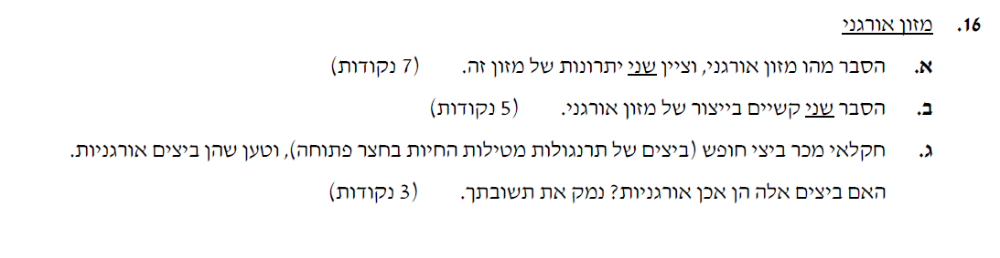 16. מזון אורגני
א. הסבר מהו מזון אורגני, וציין שני יתרונות של מזון זה. (7 נקודות)
ב. הסבר שני קשיים בייצור של מזון אורגני. (5 נקודות)
ג. חקלאי מכר ביצי חופש (ביצים של תרנגולות מטילות החיות בחצר פתוחה), וטען שהן ביצים אורגניות.
האם ביצים אלה הן אכן אורגניות? נמק את תשובתך. (3 נקודות)